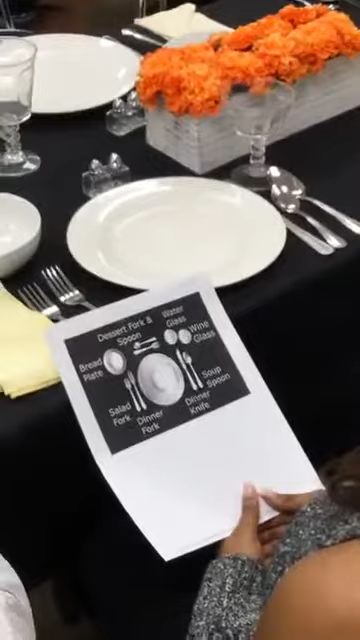 Dessert Fork &
Spoon
Water
Glass
Wine
Glass
Bread
Plate
Salad
Fork
Dinner
Fork
Dinner
Knife
Soup
Spoon